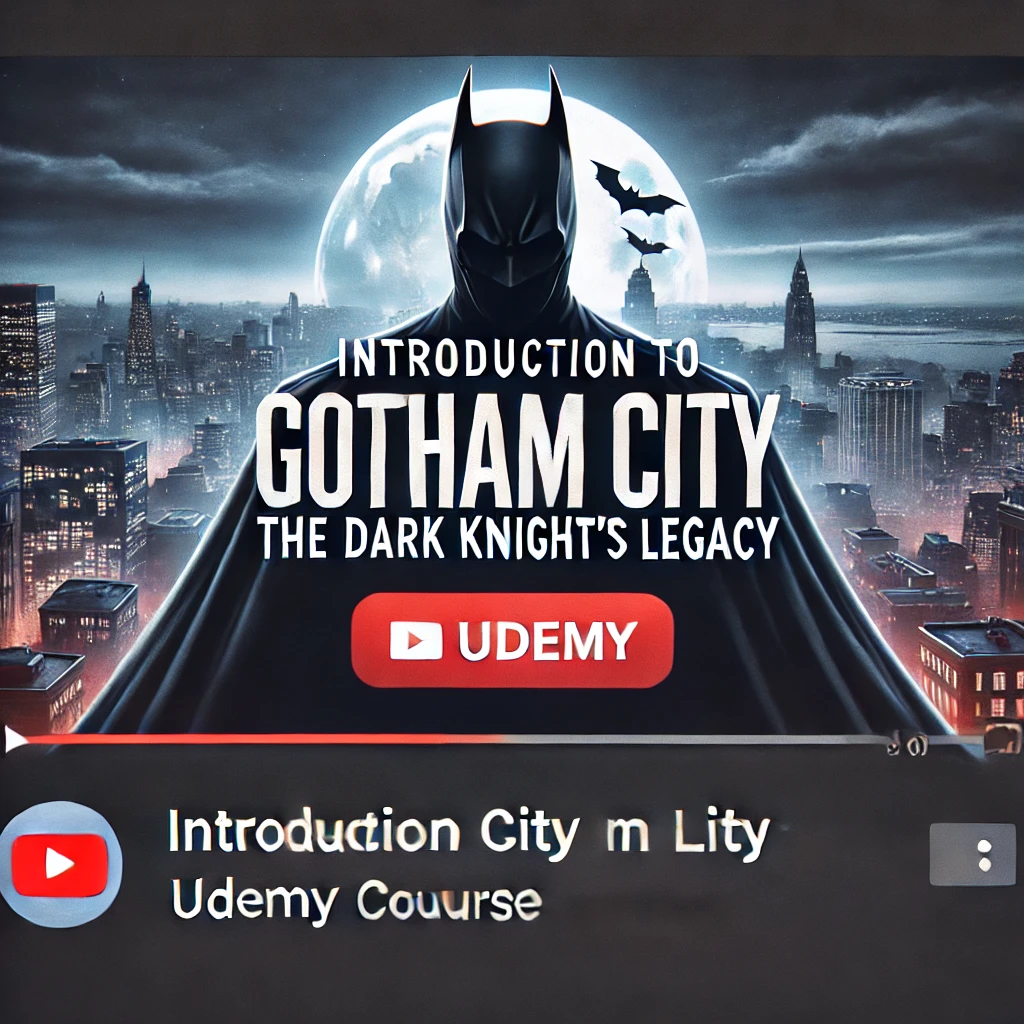 INTRODUCTION TO
GOTHAM CITY
THE DARK KNIGHT'S LEGACY
UDEMY
Introduction City m Lity
Udemy Couurse